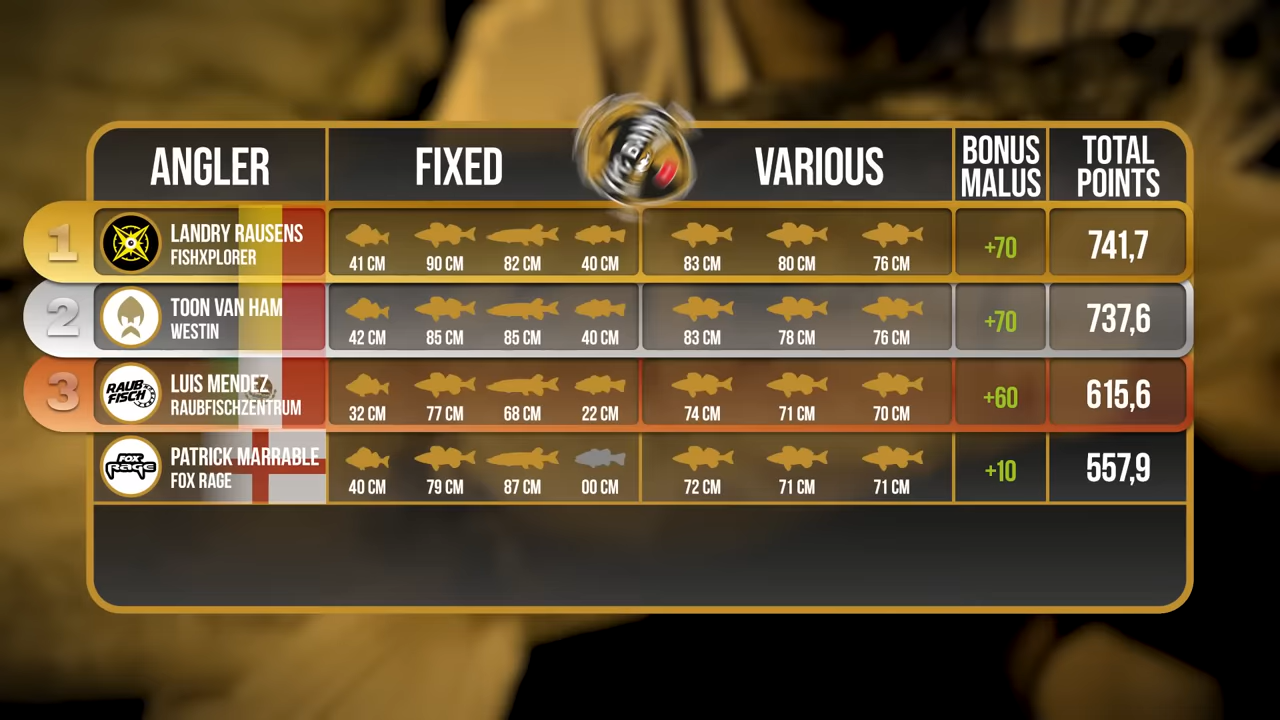 ANGLER
FIXED
VARIOUS
BONUS
MALUS
TOTAL
POINTS
1
LANDRY RAUSENS
FISHXPLORER
41 CM 90 CM 82 CM 40 CM 83 CM 80 CM 76 CM +70 741,7
2
TOON VAN HAM
WESTIN
42 CM 85 CM 85 CM 40 CM 83 CM 78 CM 76 CM +70 737,6
3
RAUB
FISCH
LUIS MENDEZ
RAUBFISCHZENTRUM
32 CM 77 CM 68 CM 22 CM 74 CM 71 CM 70 CM +60 615,6
FOX
RAGE
PATRICK MARRABLE
FOX RAGE
40 CM 79 CM 87 CM 00 CM 72 CM 71 CM 71 CM +10 557,9